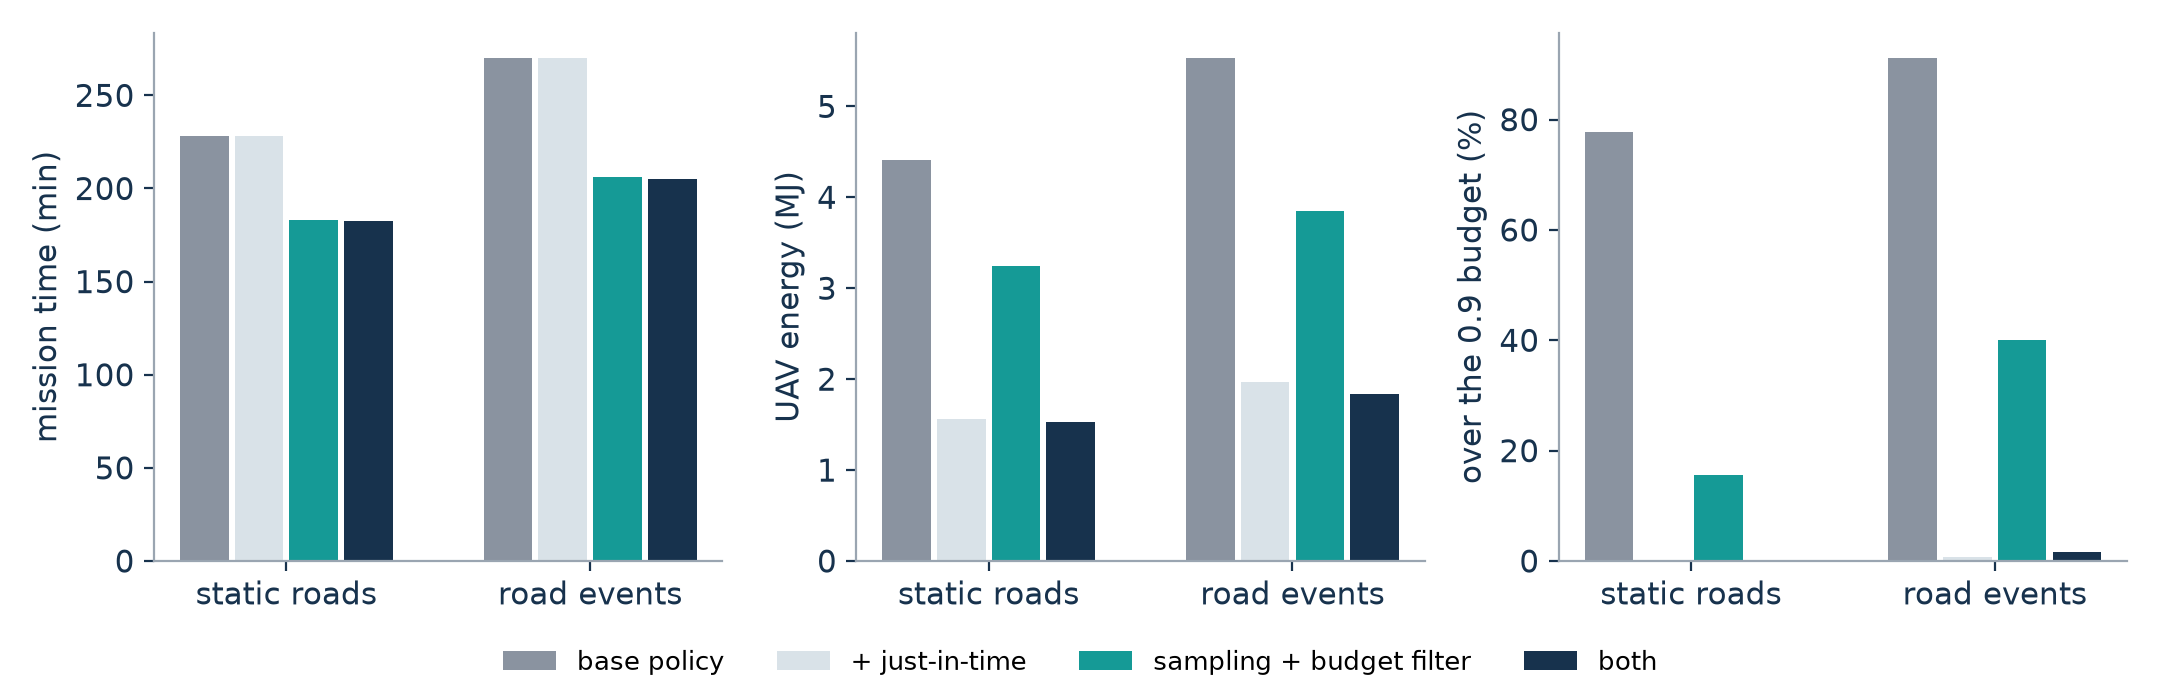 mission time (min)
250
200
150
100
50
0
static roads
road events
UAV energy (MJ)
5
4
3
2
1
0
static roads
road events
over the 0.9 budget (%)
80
60
40
20
0
static roads
road events
base policy
+ just-in-time
sampling + budget filter
both